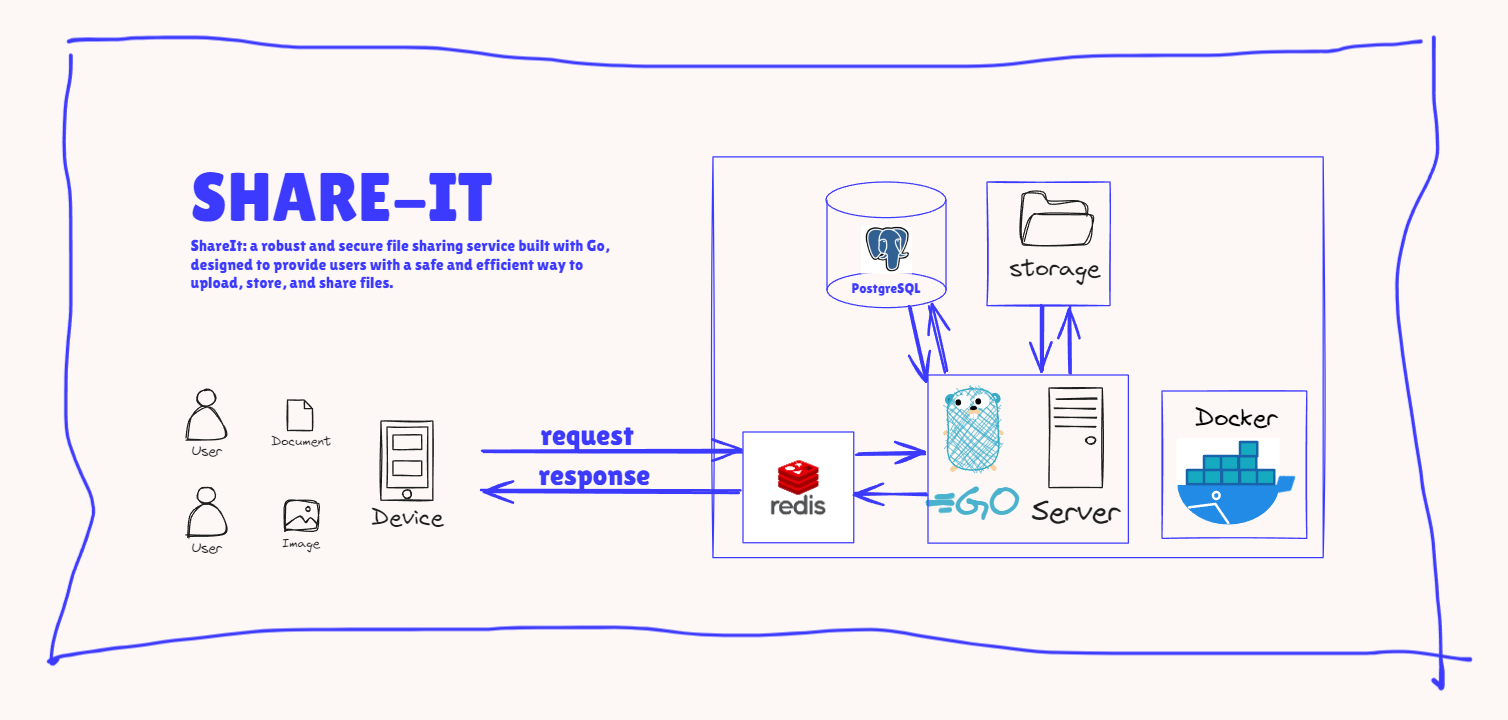 SHARE-IT
ShareIt: a robust and secure file sharing service built with Go,
designed to provide users with a safe and efficient way to
upload, store, and share files.
PostgreSQL
storage
User
Document
Device
request
response
redis
GO
Server
Docker
User
Image